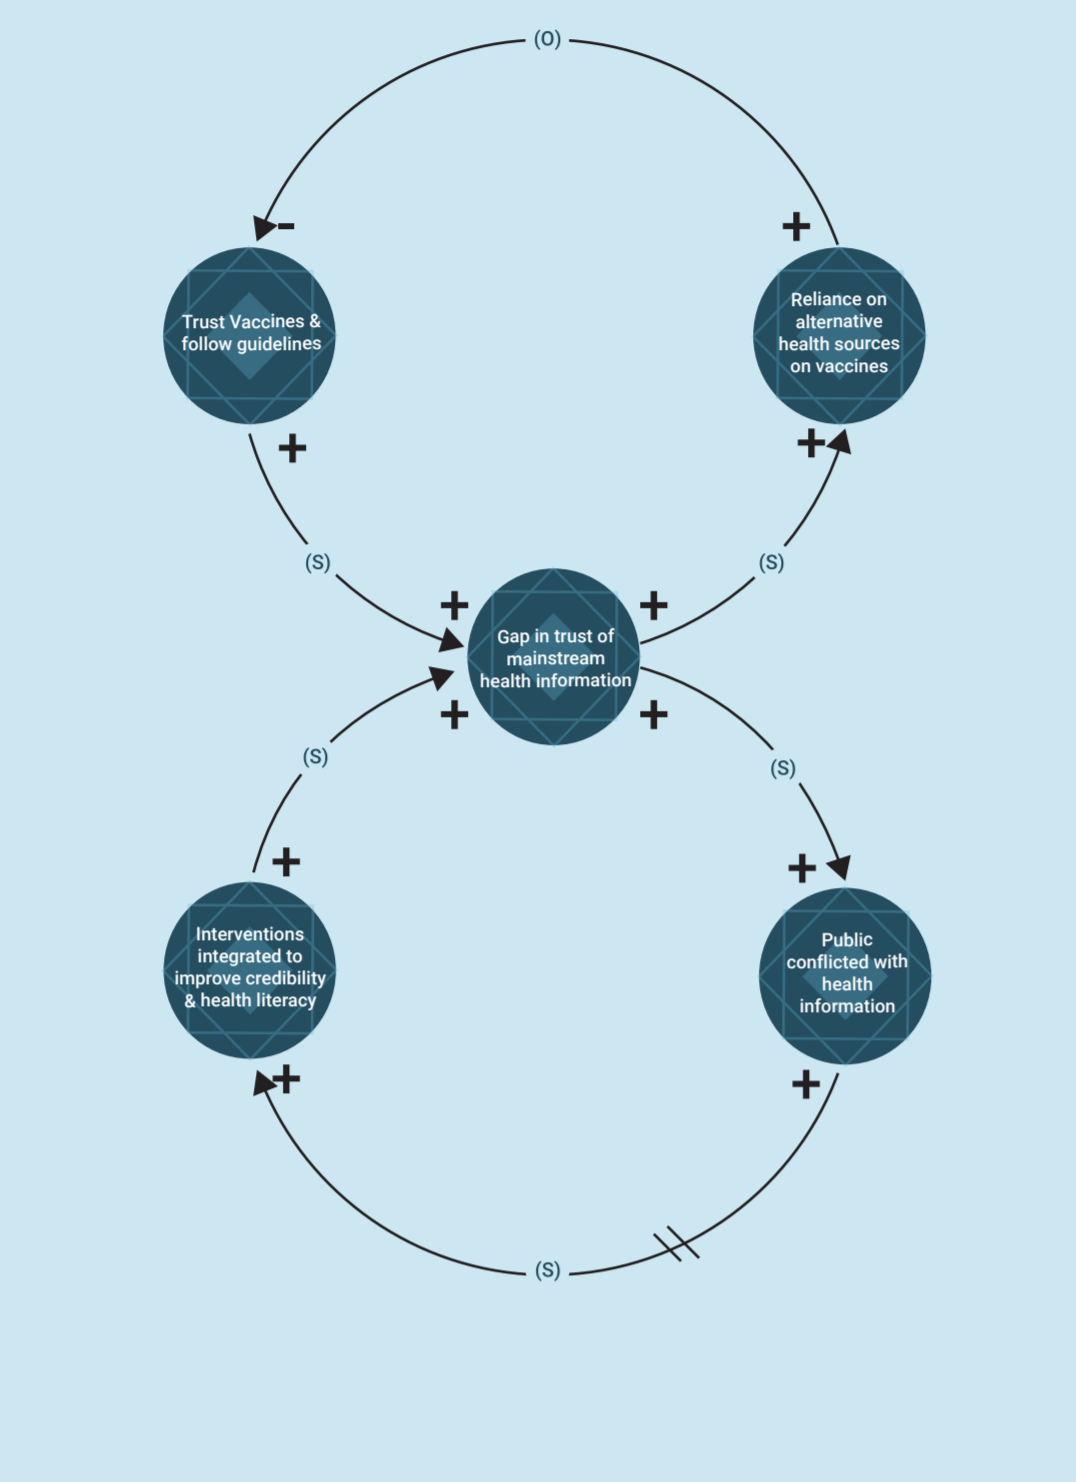 (O)
-
+
Trust Vaccines &
follow guidelines
Reliance on
alternative
health sources
on vaccines
+
+
(S)
(S)
+
+
Gap in trust of
mainstream
health information
+
+
(S)
(S)
+
+
Interventions
integrated to
improve credibility
& health literacy
Public
conflicted with
health
information
+
+
(S)